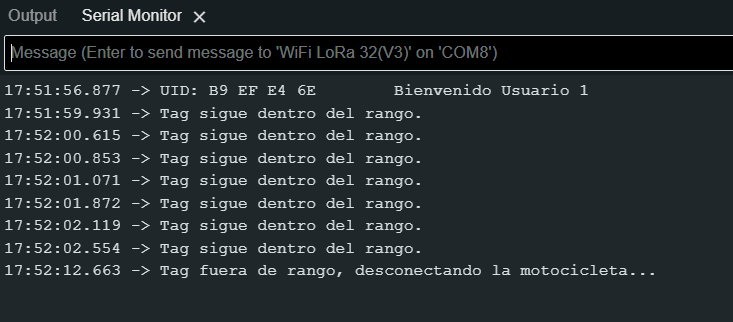 Output Serial Monitor ×
Message (Enter to send message to 'WiFi LoRa 32(V3)' on 'COM8')
17:51:56.877 -> UID: B9 EF E4 6E Bienvenido Usuario 1
17:51:59.931 -> Tag sigue dentro del rango.
17:52:00.615 -> Tag sigue dentro del rango.
17:52:00.853 -> Tag sigue dentro del rango.
17:52:01.071 -> Tag sigue dentro del rango.
17:52:01.872 -> Tag sigue dentro del rango.
17:52:02.119 -> Tag sigue dentro del rango.
17:52:02.554 -> Tag sigue dentro del rango.
17:52:12.663 -> Tag fuera de rango, desconectando la motocicleta...